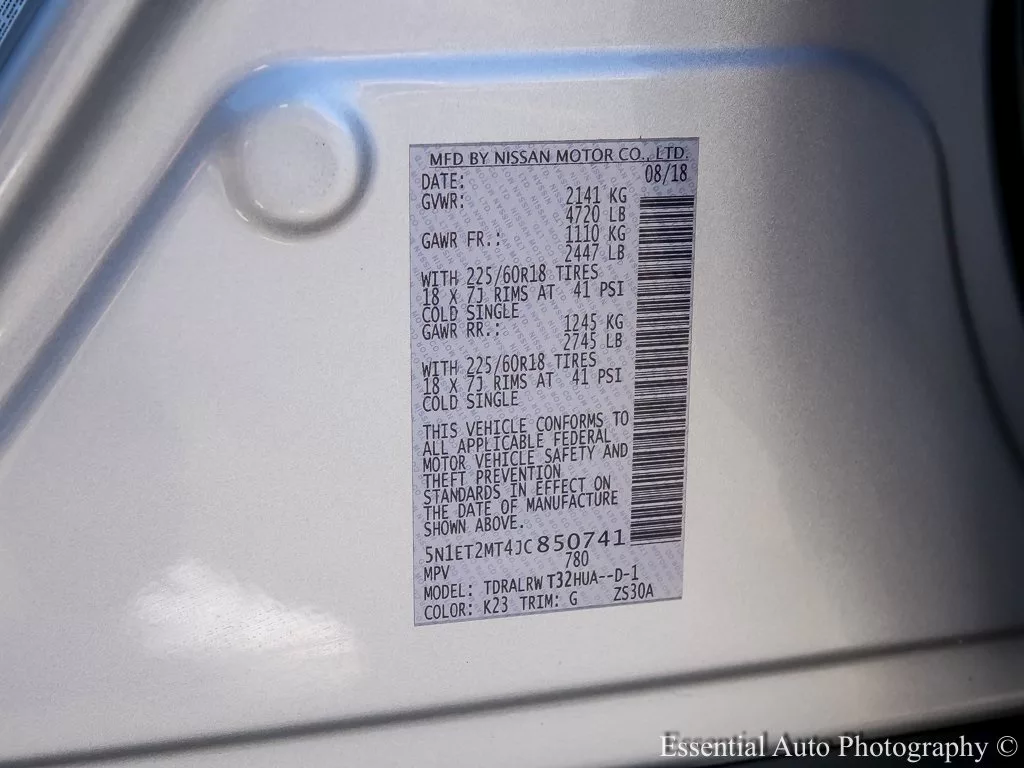 MFD BY NISSAN MOTOR CO., LTD.
DATE: 08/18
GVWR: 2141 KG
4720 LB
GAWR FR.: 1110 KG
2447 LB
WITH 225/60R18 TIRES
18 X 7J RIMS AT 41 PSI
COLD SINGLE
GAWR RR.: 1245 KG
2745 LB
WITH 225/60R18 TIRES
18 X 7J RIMS AT 41 PSI
COLD SINGLE
THIS VEHICLE CONFORMS TO
ALL APPLICABLE FEDERAL
MOTOR VEHICLE SAFETY AND
THEFT PREVENTION
STANDARDS IN EFFECT ON
THE DATE OF MANUFACTURE
SHOWN ABOVE.
5N1ET2MT4JC850741
MPV 780
MODEL: TDRALRW T32HUA--D-1
COLOR: K23 TRIM: G ZS30A
Essential Auto Photography ©